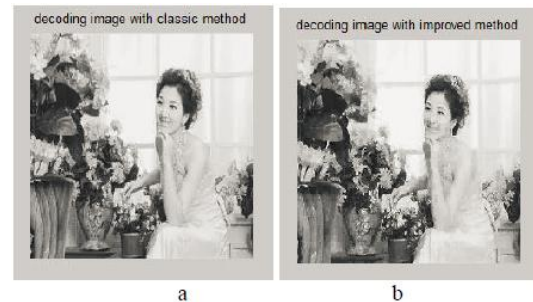 decoding image with classic method
decoding image with improved method
a
b